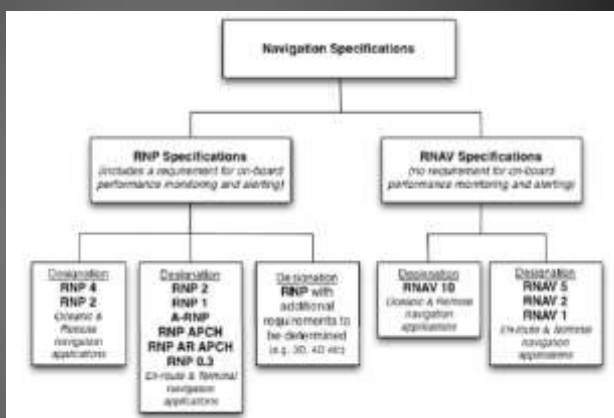 Navigation Specifications
RNP Specifications
(includes a requirement for on-board
performance monitoring and alerting)
RNAV Specifications
(no requirement for on-board
performance monitoring and alerting)
Designation
RNP 4
RNP 2
Oceanic &
Remote
navigation
applications
Designation
RNP 2
RNP 1
A-RNP
RNP APCH
RNP AR APCH
RNP 0.3
En-route & Terminal
navigation
applications
Designation
RNP with
additional
requirements to
be determined
(e.g. 3D, 4D etc)
Designation
RNAV 10
Oceanic & Remote
navigation
applications
Designation
RNAV 5
RNAV 2
RNAV 1
En-route & Terminal
navigation
applications